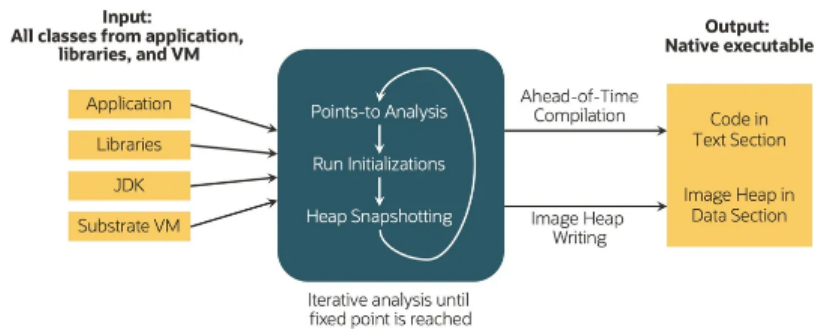 Input:
All classes from application,
libraries, and VM
Application
Libraries
JDK
Substrate VM
Points-to Analysis
Run Initializations
Heap Snapshotting
Iterative analysis until
fixed point is reached
Ahead-of-Time
Compilation
Image Heap
Writing
Output:
Native executable
Code in
Text Section
Image Heap in
Data Section